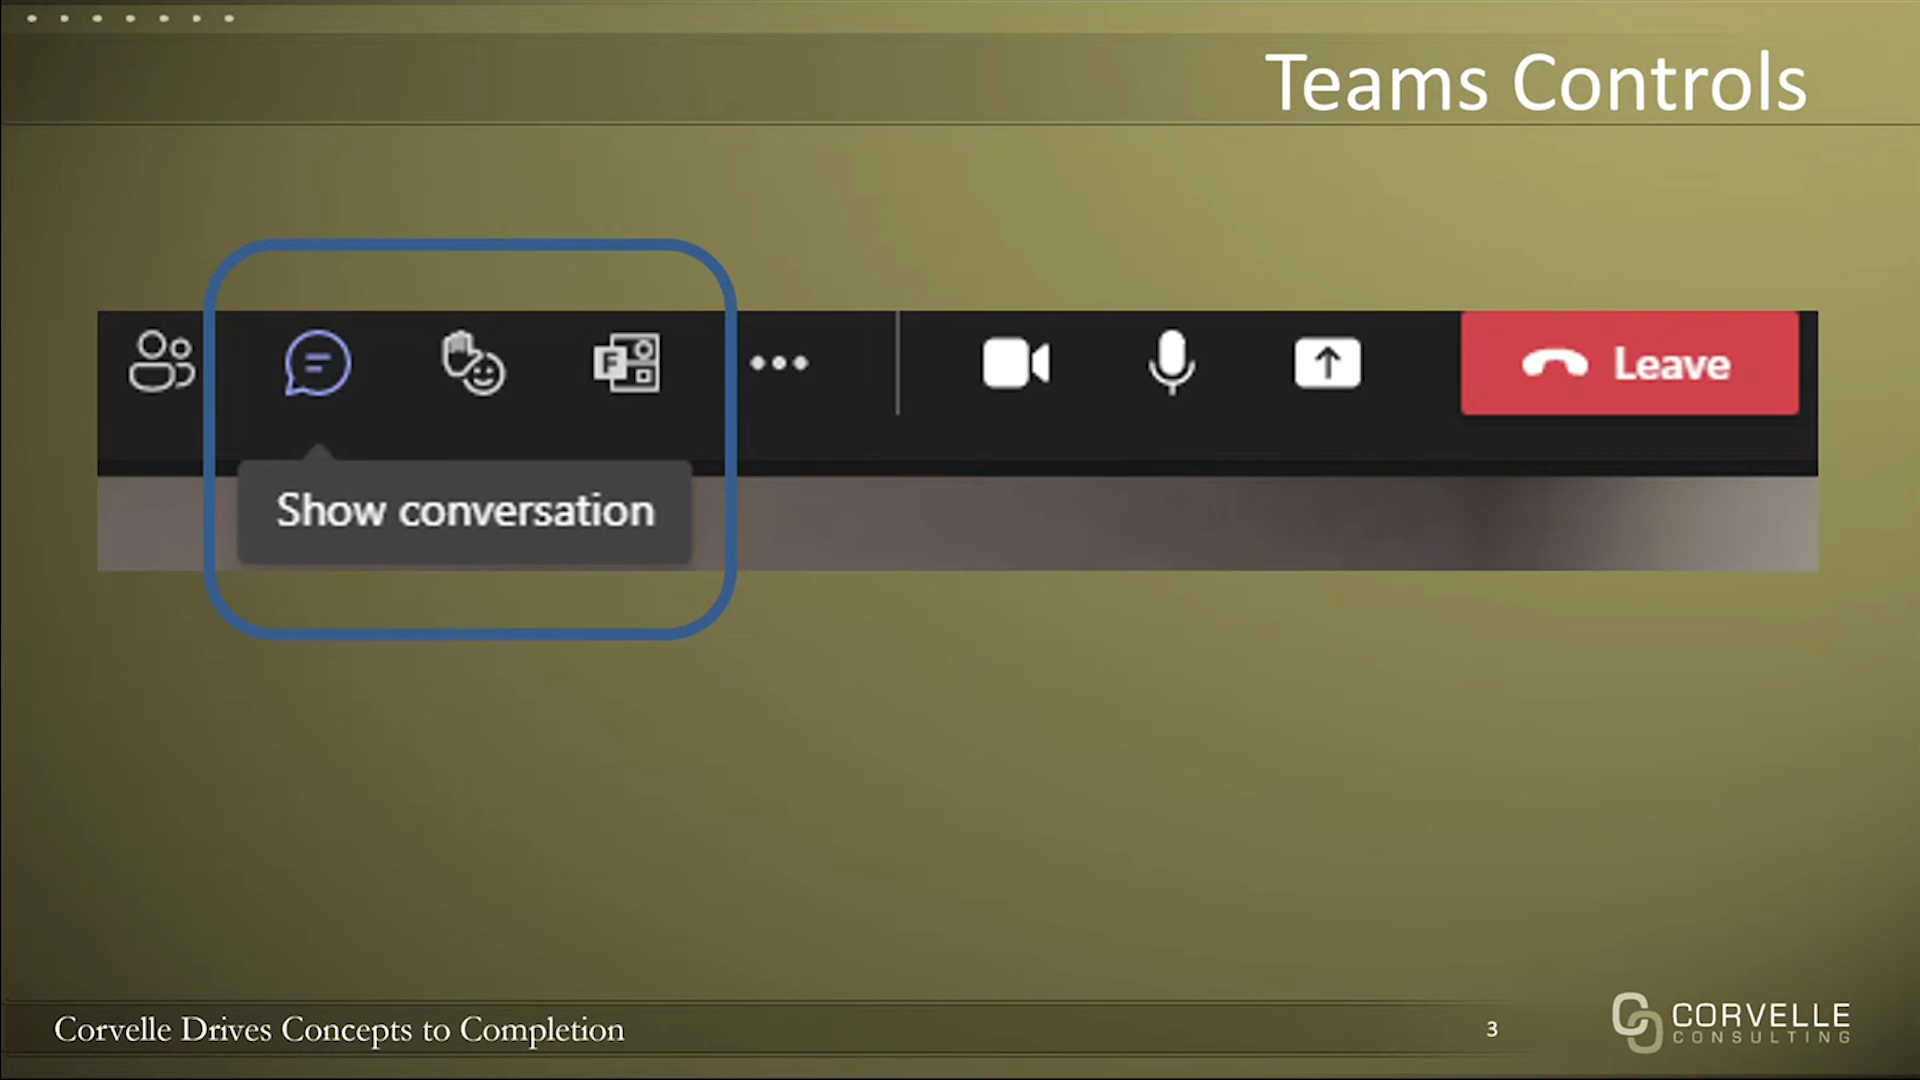 Teams Controls
F
Leave
Show conversation
Corvelle Drives Concepts to Completion
3
CORVELLE
CONSULTING